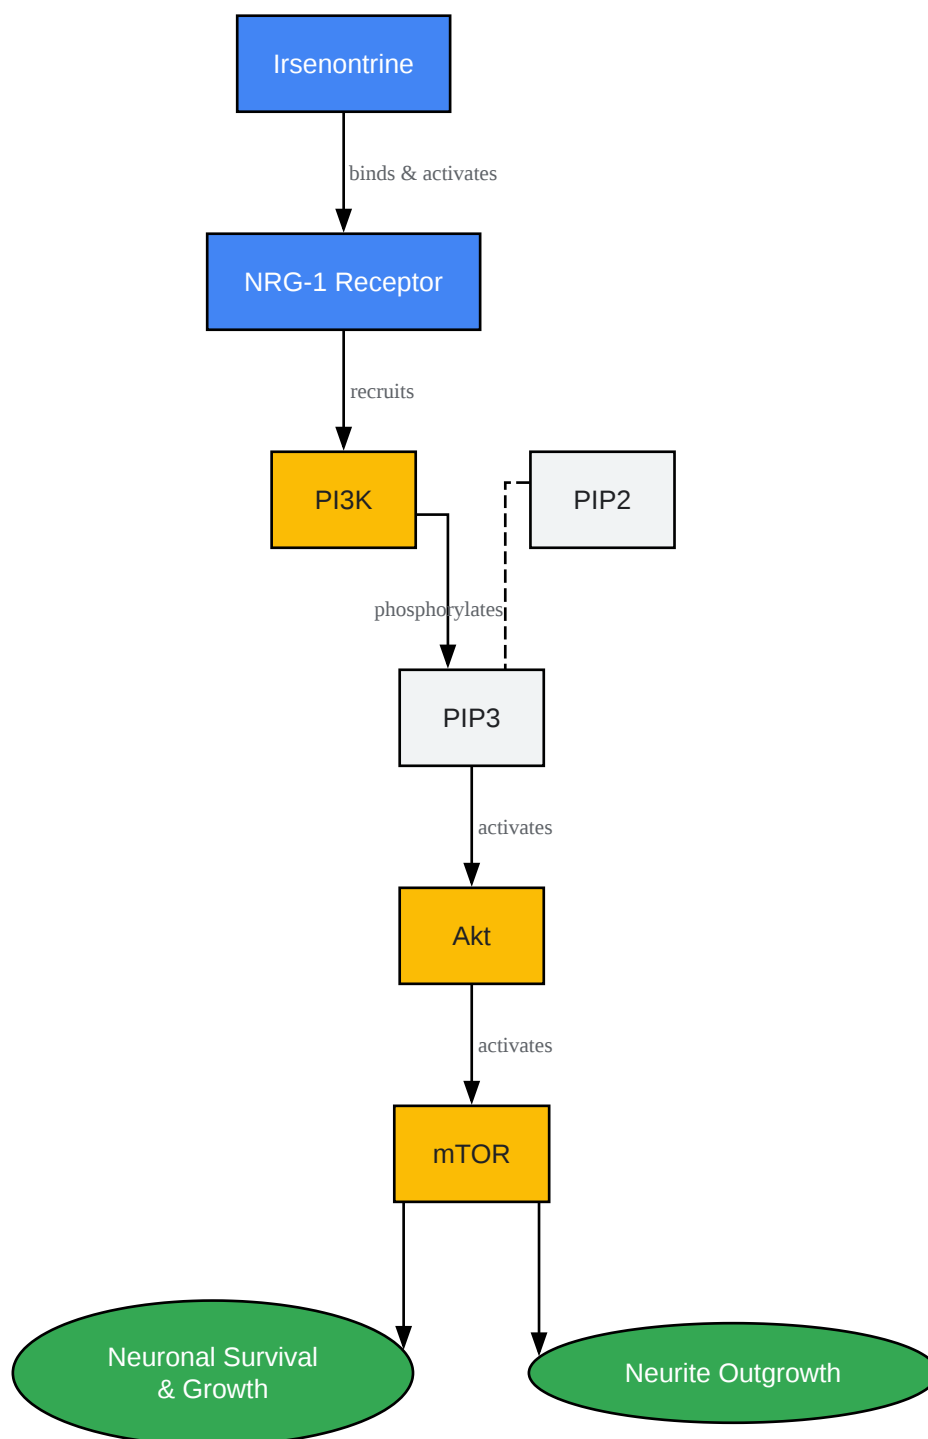 Irsenontrine
binds & activates
NRG-1 Receptor
recruits
PI3K
PIP2
phosphorylates
PIP3
activates
Akt
activates
mTOR
Neuronal Survival
& Growth
Neurite Outgrowth